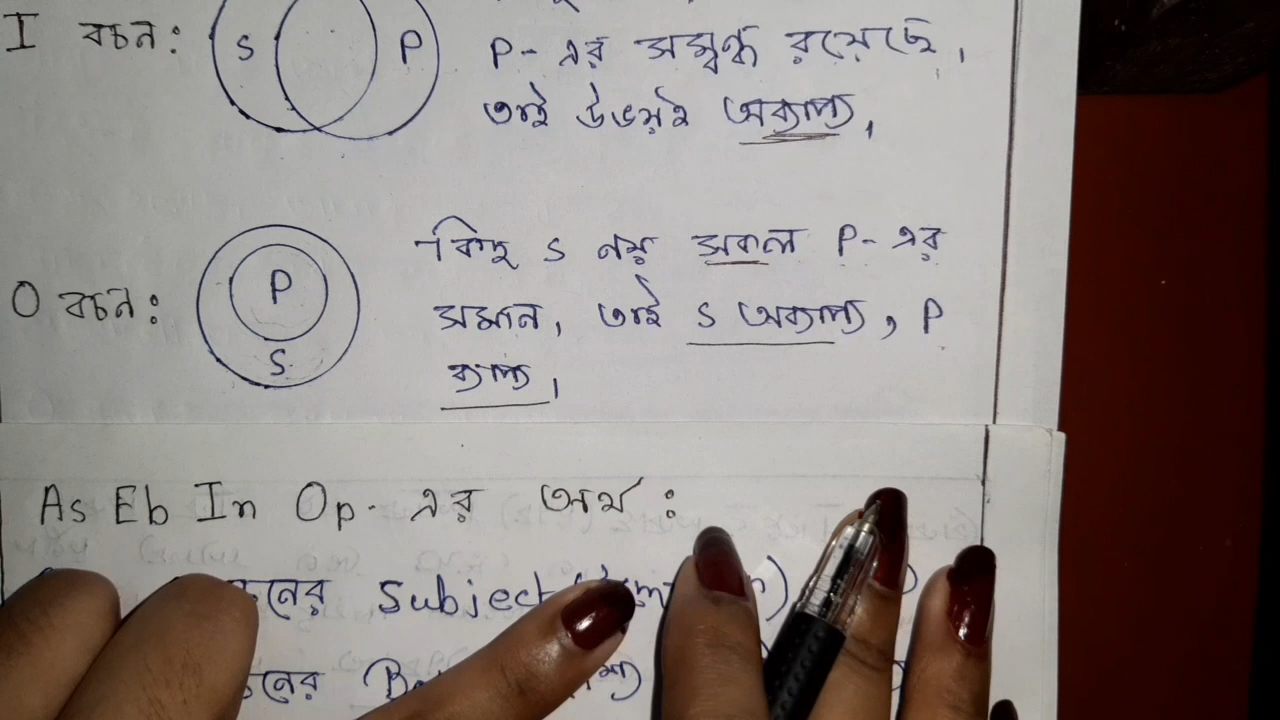 I বচন: S P P-এর সম্বন্ধ রয়েছে।
তাই উভয়ই অব্যাপ্য।
কিছু S নয় সকল P-এর
O বচন: P সমান, তাই S অব্যাপ্য, P
S ব্যাপ্য।
As Eb In Op-এর অর্থ:
নের Subject
নের